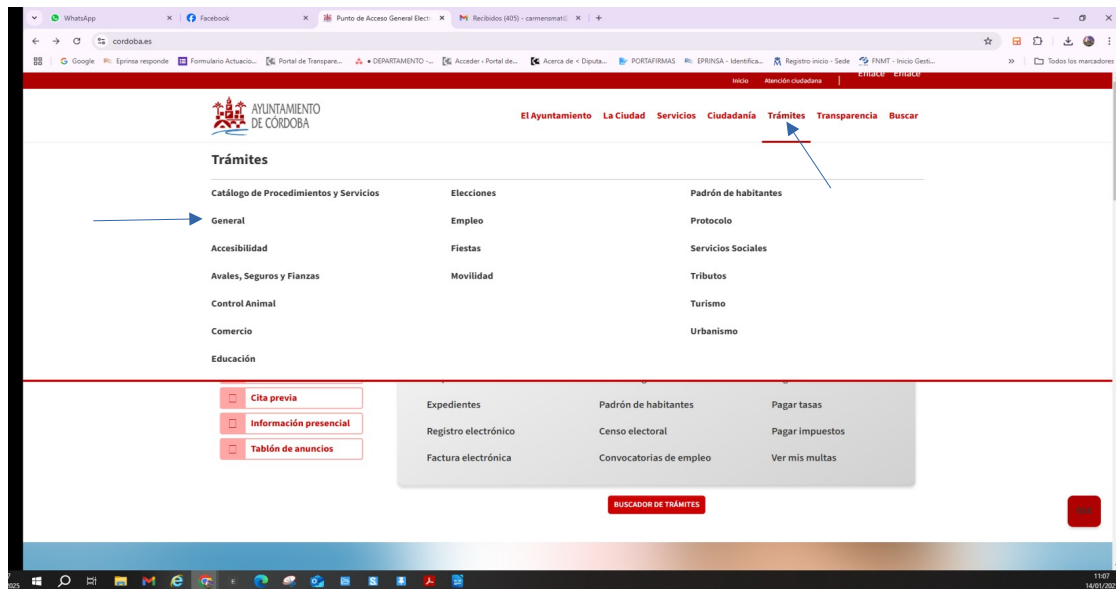 WhatsApp
Facebook
Punto de Acceso General Electr
Recibidos (405) - carmensmat
cordoba.es
Google
Eprinsa responde
Formulario Actuacio...
Portal de Transpare...
• DEPARTAMENTO -...
Acceder ‹ Portal de...
Acerca de < Diputa...
PORTAFIRMAS
EPRINSA - Identifica...
Registro inicio - Sede
FNMT - Inicio Gesti...
»
Todos los marcadores
Inicio
Atención ciudadana
Enlace Enlace
AYUNTAMIENTO
DE CÓRDOBA
El Ayuntamiento La Ciudad Servicios Ciudadanía Trámites Transparencia Buscar
Trámites
Catálogo de Procedimientos y Servicios
General
Accesibilidad
Avales, Seguros y Fianzas
Control Animal
Comercio
Educación
Elecciones
Empleo
Fiestas
Movilidad
Padrón de habitantes
Protocolo
Servicios Sociales
Tributos
Turismo
Urbanismo
Cita previa
Información presencial
Tablón de anuncios
Expedientes
Registro electrónico
Factura electrónica
Padrón de habitantes
Censo electoral
Convocatorias de empleo
Pagar tasas
Pagar impuestos
Ver mis multas
BUSCADOR DE TRÁMITES
11:07
14/01/202